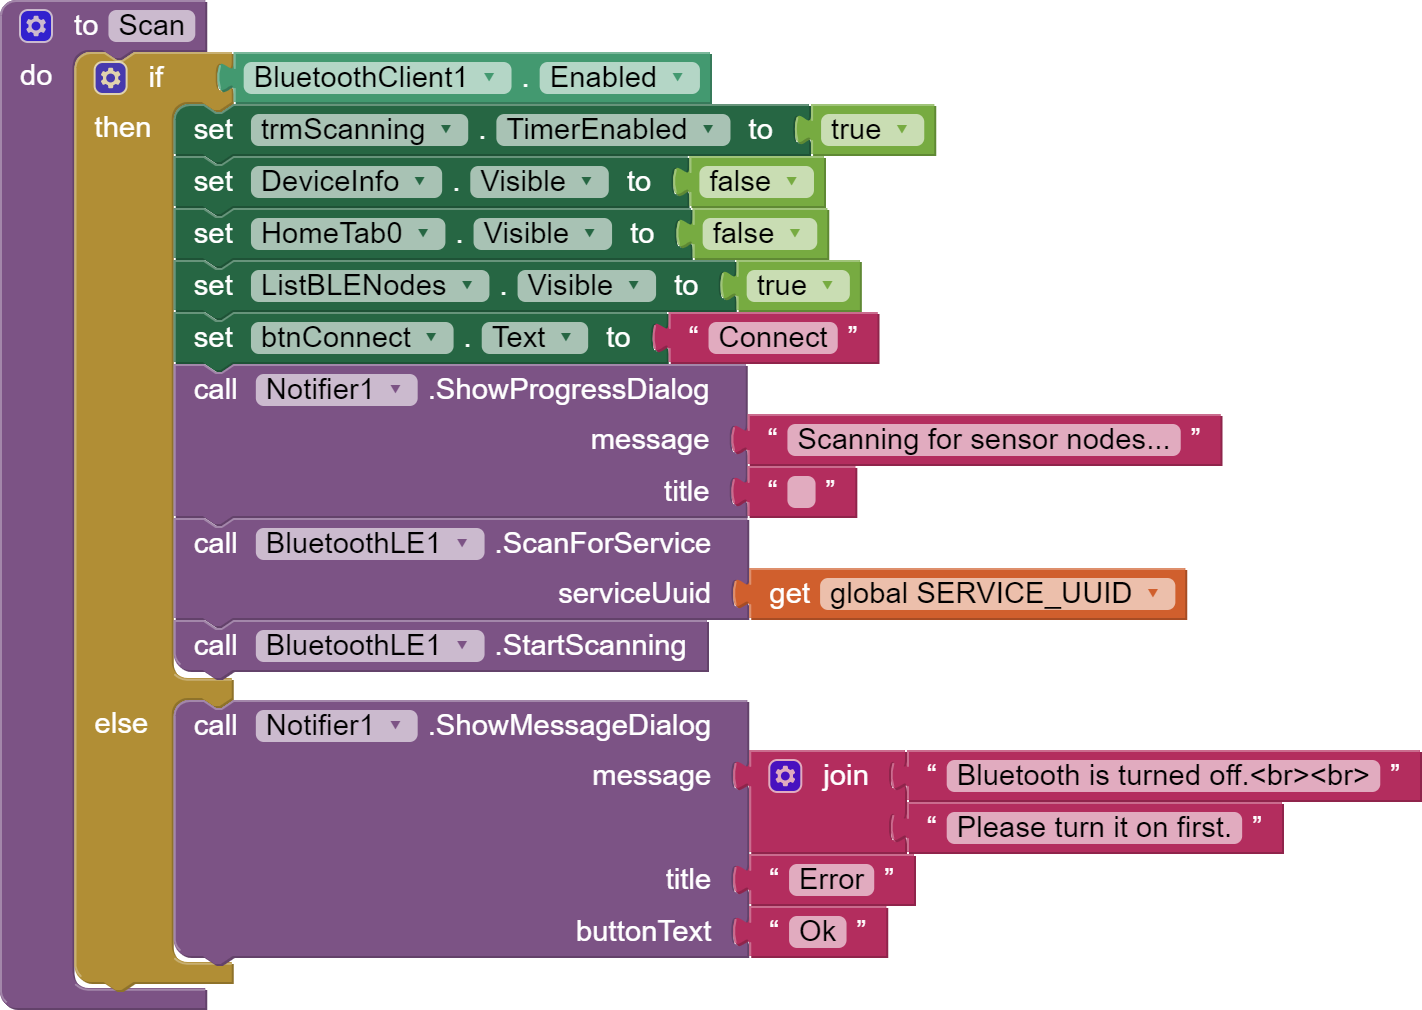 to Scan
do if BluetoothClient1 . Enabled
then set trmScanning . TimerEnabled to true
set DeviceInfo . Visible to false
set HomeTab0 . Visible to false
set ListBLENodes . Visible to true
set btnConnect . Text to “ Connect ”
call Notifier1 .ShowProgressDialog
message “ Scanning for sensor nodes... ”
title “ ”
call BluetoothLE1 .ScanForService
serviceUuid get global SERVICE_UUID
call BluetoothLE1 .StartScanning
else call Notifier1 .ShowMessageDialog
message join “ Bluetooth is turned off.<br><br> ”
“ Please turn it on first. ”
title “ Error ”
buttonText “ Ok ”